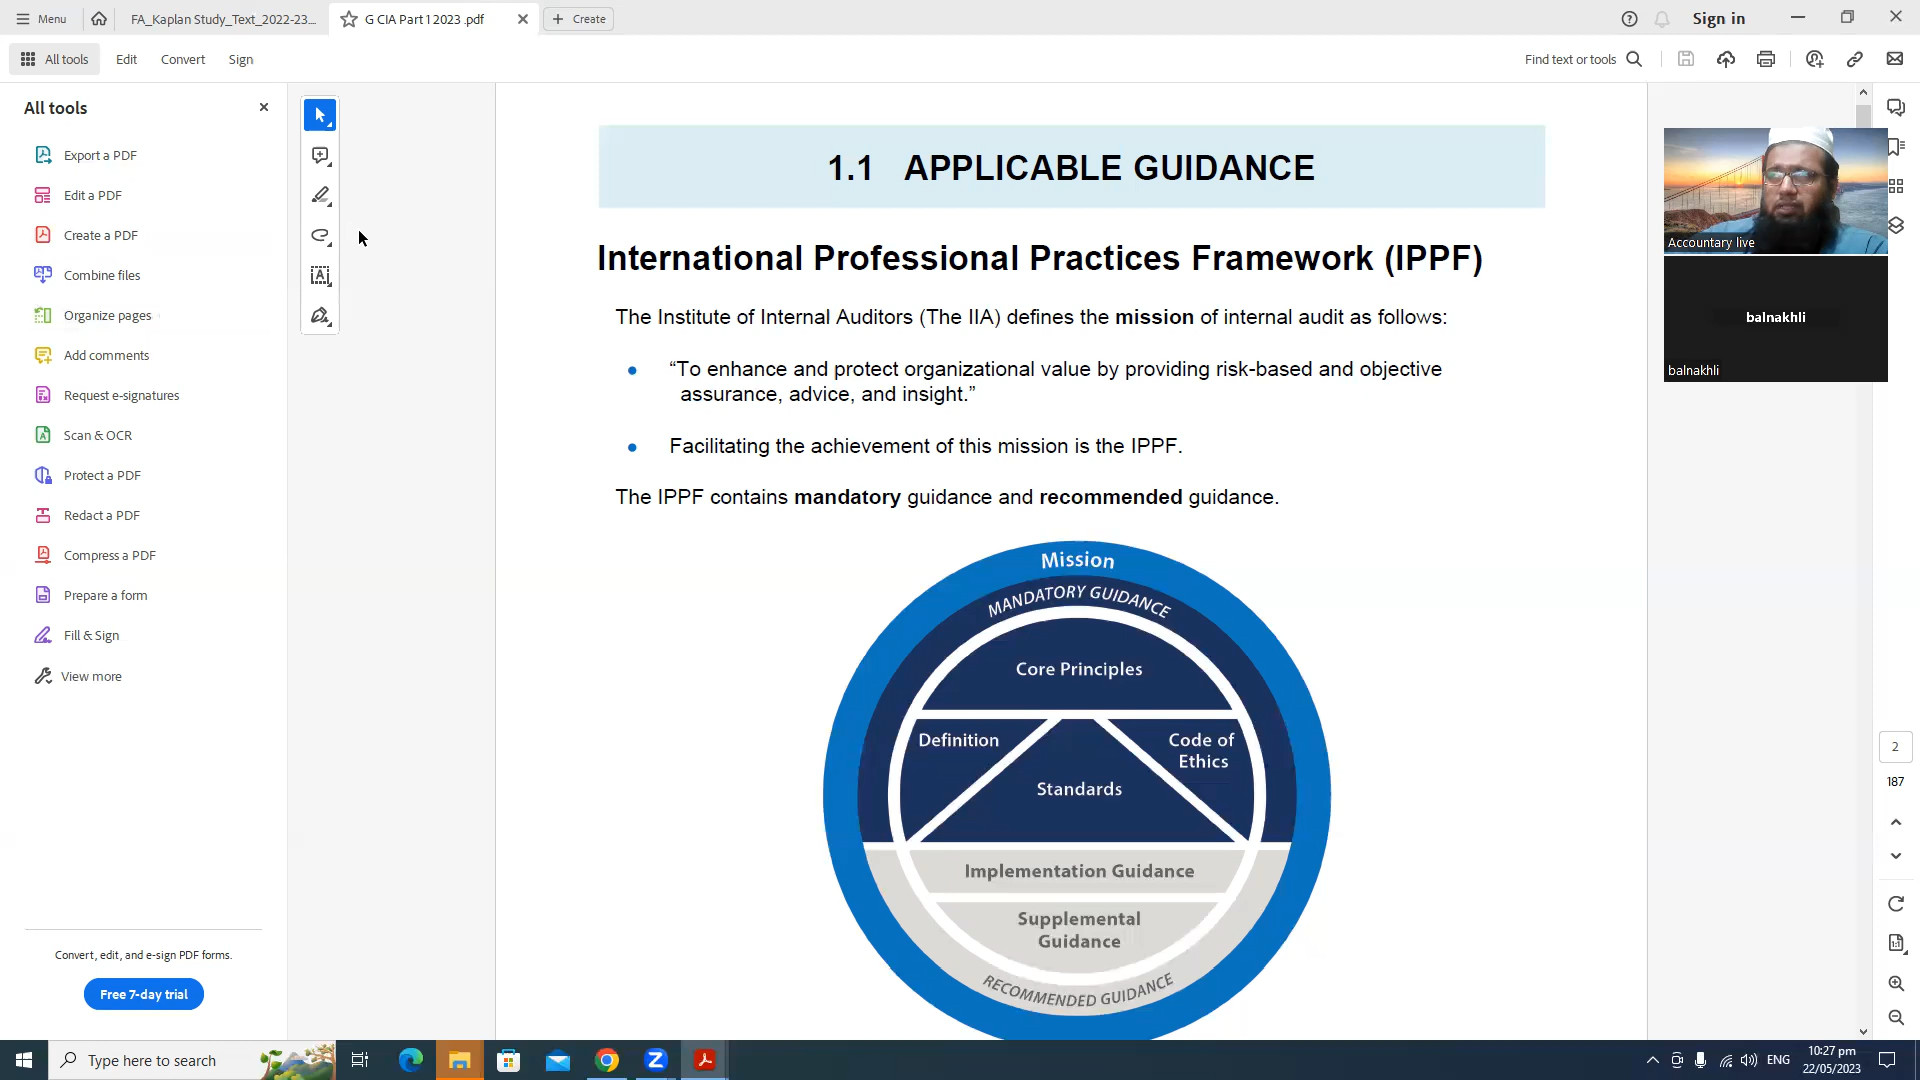 Menu
FA_Kaplan Study_Text_2022-23...
G CIA Part 1 2023 .pdf
Create
Sign in
All tools
Edit
Convert
Sign
Find text or tools
All tools
Export a PDF
Edit a PDF
Create a PDF
Combine files
Organize pages
Add comments
Request e-signatures
Scan & OCR
Protect a PDF
Redact a PDF
Compress a PDF
Prepare a form
Fill & Sign
View more
Convert, edit, and e-sign PDF forms.
Free 7-day trial
1.1 APPLICABLE GUIDANCE
International Professional Practices Framework (IPPF)
The Institute of Internal Auditors (The IIA) defines the mission of internal audit as follows:
● “To enhance and protect organizational value by providing risk-based and objective
assurance, advice, and insight.”
● Facilitating the achievement of this mission is the IPPF.
The IPPF contains mandatory guidance and recommended guidance.
Mission
MANDATORY GUIDANCE
Core Principles
Definition
Code of
Ethics
Standards
Implementation Guidance
Supplemental
Guidance
RECOMMENDED GUIDANCE
Accountary live
balnakhli
balnakhli
2
187
Type here to search
ENG
10:27 pm
22/05/2023